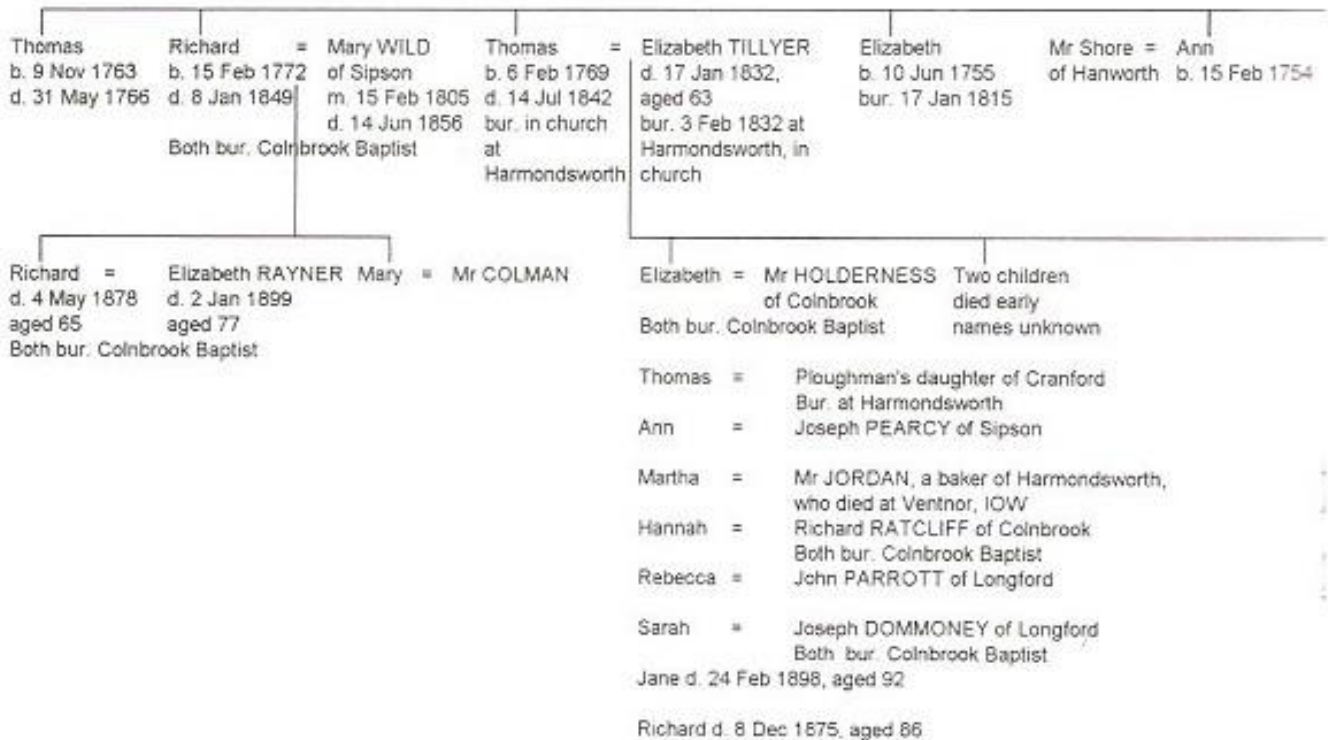 Thomas
b. 9 Nov 1763
d. 31 May 1766
Richard =
b. 15 Feb 1772
d. 8 Jan 1849
Mary WILD
of Sipson
m. 15 Feb 1805
d. 14 Jun 1856
Both bur. Colnbrook Baptist
Thomas =
b. 6 Feb 1769
d. 14 Jul 1842
bur. in church
at
Harmondsworth
Elizabeth TILLYER
d. 17 Jan 1832,
aged 63
bur. 3 Feb 1832 at
Harmondsworth, in
church
Elizabeth
b. 10 Jun 1755
bur. 17 Jan 1815
Mr Shore =
of Hanworth
Ann
b. 15 Feb 1754
Richard =
d. 4 May 1878
aged 65
Elizabeth RAYNER
d. 2 Jan 1899
aged 77
Both bur. Colnbrook Baptist
Mary = Mr COLMAN
Elizabeth = Mr HOLDERNESS
of Colnbrook
Both bur. Colnbrook Baptist
Two children
died early
names unknown
Thomas = Ploughman's daughter of Cranford
Bur. at Harmondsworth
Ann = Joseph PEARCY of Sipson
Martha = Mr JORDAN, a baker of Harmondsworth,
who died at Ventnor, IOW
Hannah = Richard RATCLIFF of Colnbrook
Both bur. Colnbrook Baptist
Rebecca = John PARROTT of Longford
Sarah = Joseph DOMMONEY of Longford
Both bur. Colnbrook Baptist
Jane d. 24 Feb 1898, aged 92
Richard d. 8 Dec 1875, aged 86